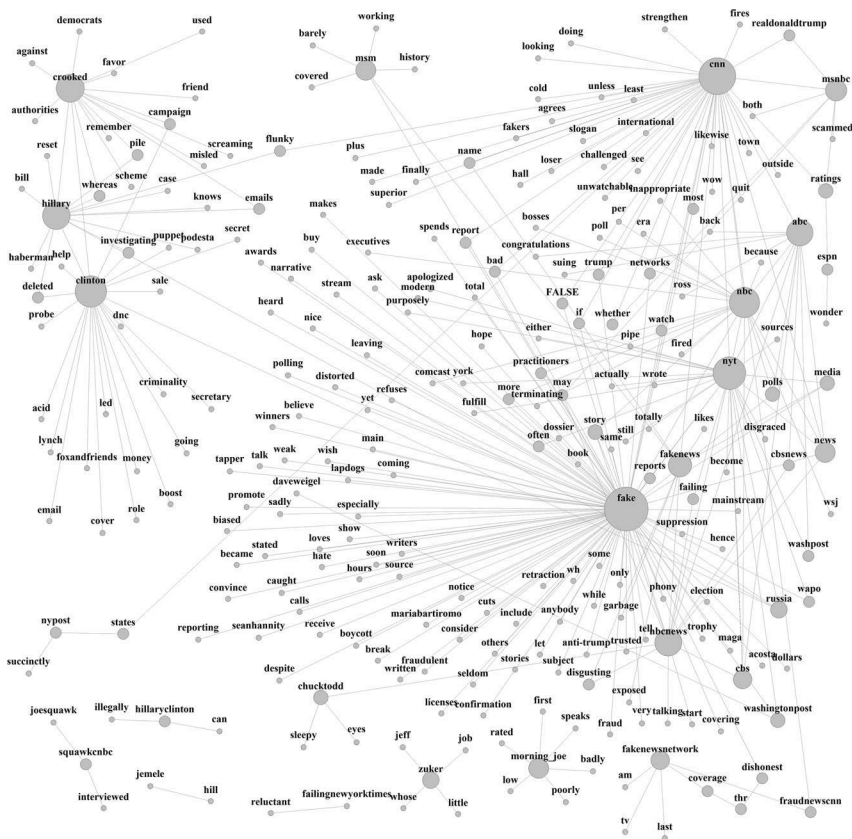 democrats
used
against
favor
crooked
friend
authorities
campaign
remember
screaming
reset
pile
misled
bill
scheme
case
whereas
hillary
knows
emails
investigating
puppet
podesta
secret
haberman
help
deleted
clinton
sale
probe
dnc
criminality
acid
led
secretary
lynch
foxandfriends
money
going
email
cover
role
boost
working
barely
msm
history
covered
flunky
plus
name
made
finally
superior
strengthen
fires
doing
looking
cnn
realdonaldtrump
msnbc
cold
unless
least
both
agrees
scammed
fakers
slogan
international
likewise
town
hall
loser
challenged
see
outside
ratings
unwatchable
inappropriate
wow
quit
most
makes
spends
report
bosses
per
era
back
abc
buy
executives
congratulations
poll
awards
narrative
bad
suing
trump
networks
because
espn
stream
ask
apologized
modern
total
FALSE
ross
nbc
wonder
heard
purposely
if
whether
watch
sources
nice
hope
either
pipe
fired
leaving
practitioners
nyt
polling
distorted
comcast
york
may
actually
wrote
polls
media
yet
refuses
more
terminating
fulfill
winners
believe
dossier
story
totally
likes
often
same
still
disgraced
main
book
fakenews
news
tapper
talk
weak
wish
reports
become
cbsnews
lapdogs
coming
daveweigel
fake
failing
promote
sadly
especially
mainstream
wsj
biased
show
suppression
became
stated
loves
writers
hence
washpost
hate
soon
some
convince
caught
hours
source
retraction
wh
only
phony
election
wapo
calls
notice
while
russia
reporting
seanhannity
receive
mariabartiromo
cuts
include
anybody
garbage
trophy
boycott
consider
tell
nbcnews
maga
break
others
let
anti-trump
trusted
acosta
despite
written
fraudulent
stories
subject
cbs
dollars
seldom
disgusting
exposed
licenses
confirmation
fraud
very
talking
start
covering
washingtonpost
nypost
states
succinctly
chucktodd
sleepy
eyes
joesquawk
illegally
hillaryclinton
can
squawkcnbc
interviewed
jemele
hill
reluctant
failingnewyorktimes
jeff
job
zuker
whose
little
first
rated
speaks
morning_joe
badly
low
poorly
fakenewsnetwork
am
coverage
dishonest
thr
fraudnewscnn
tv
last